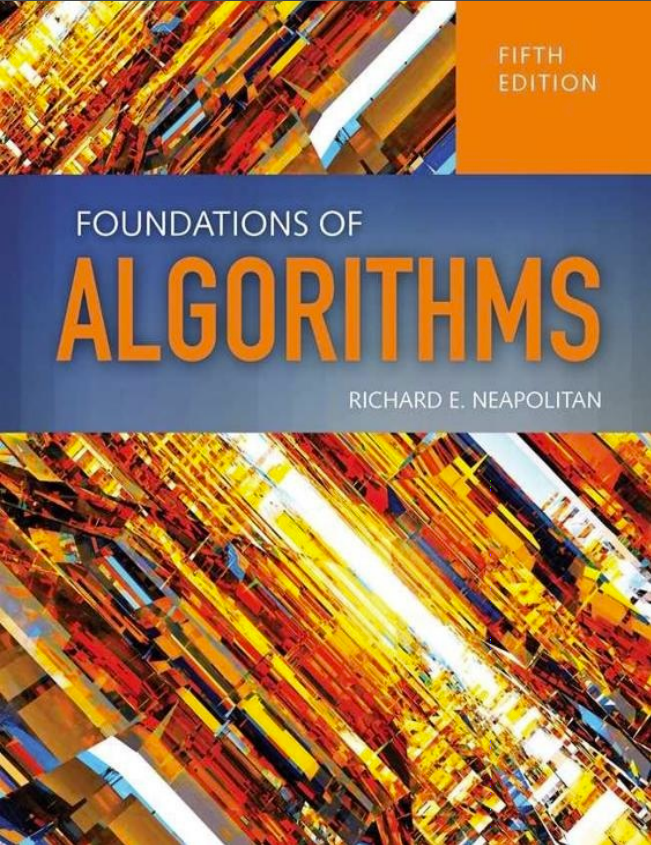 FIFTH
EDITION
FOUNDATIONS OF
ALGORITHMS
RICHARD E. NEAPOLITAN